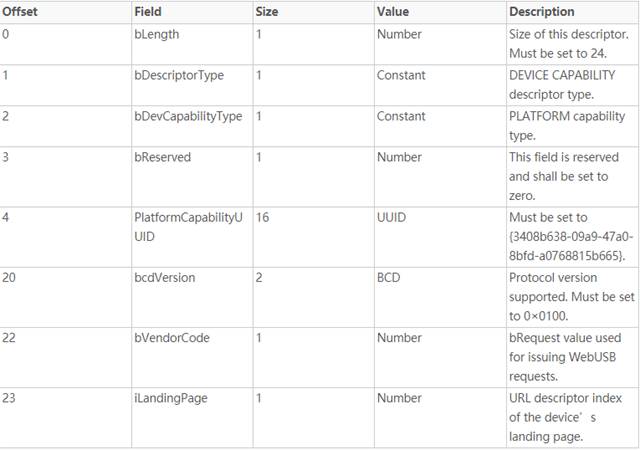 Offset Field Size Value Description
0 bLength 1 Number Size of this descriptor.
Must be set to 24.
1 bDescriptorType 1 Constant DEVICE CAPABILITY
descriptor type.
2 bDevCapabilityType 1 Constant PLATFORM capability
type.
3 bReserved 1 Number This field is reserved
and shall be set to
zero.
4 PlatformCapabilityU 16 UUID Must be set to
UID {3408b638-09a9-47a0-
8bfd-a0768815b665}.
20 bcdVersion 2 BCD Protocol version
supported. Must be set
to 0×0100.
22 bVendorCode 1 Number bRequest value used
for issuing WebUSB
requests.
23 iLandingPage 1 Number URL descriptor index
of the device’s
landing page.